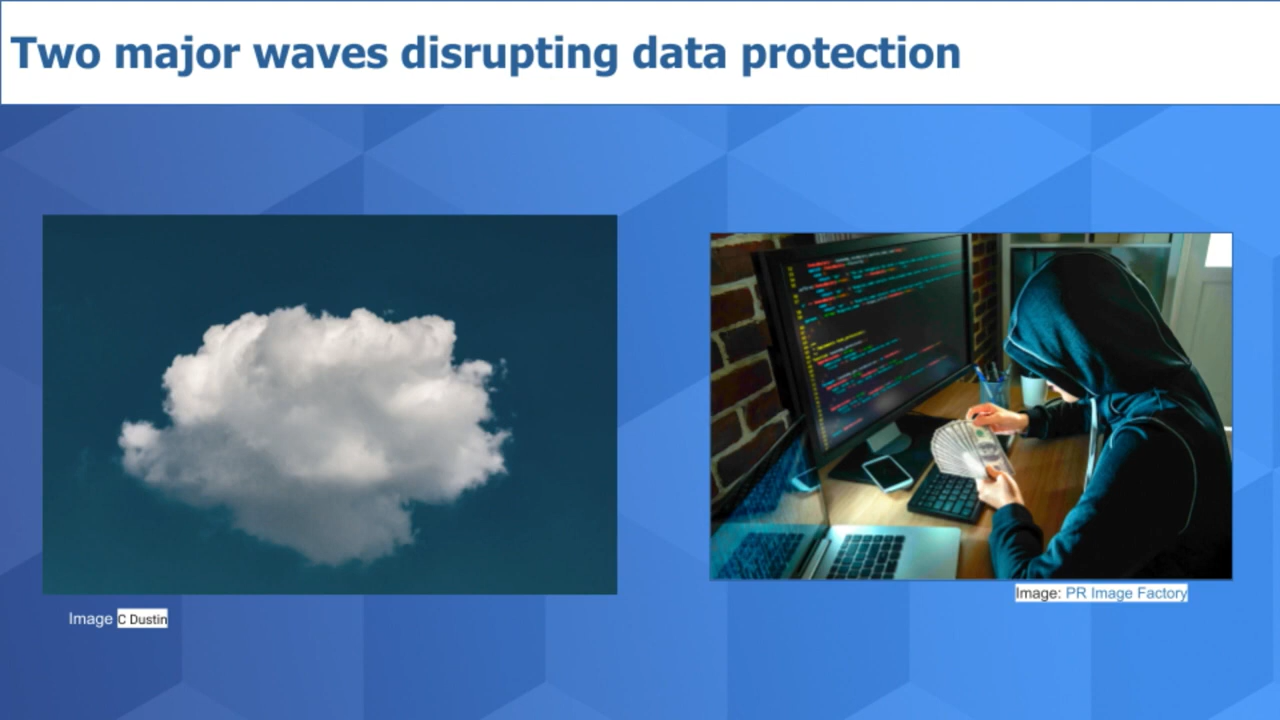 Two major waves disrupting data protection
Image C Dustin
Image: PR Image Factory